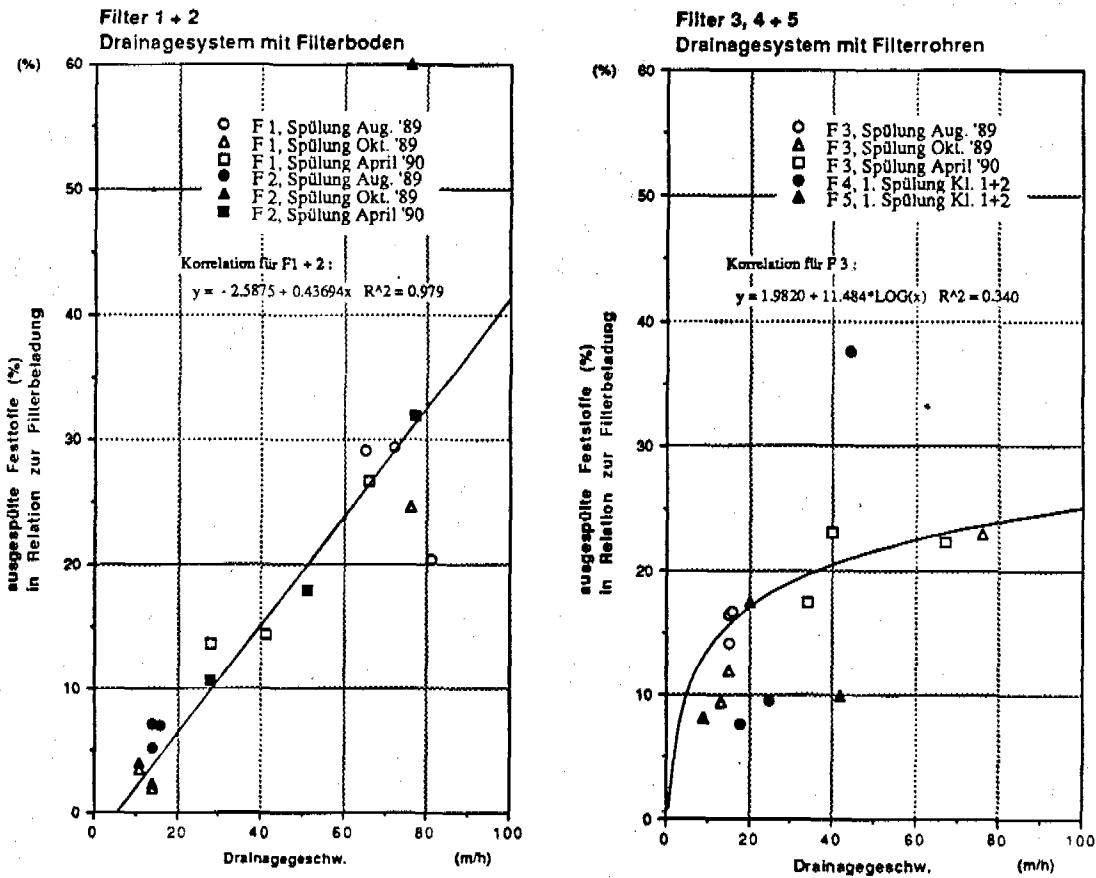 Filter 1 + 2
Drainagesystem mit Filterboden
(%)
60
50
40
30
20
10
0
F 1, Spülung Aug. '89
F 1, Spülung Okt. '89
F 1, Spülung April '90
F 2, Spülung Aug. '89
F 2, Spülung Okt. '89
F 2, Spülung April '90
Korrelation für F1 + 2 :
y = - 2.5875 + 0.43694x R^2 = 0.979
ausgespülte Festtoffe (%)
in Relation zur Filterbeladung
0 20 40 60 80 100
Drainagegeschw. (m/h)
Filter 3, 4 + 5
Drainagesystem mit Filterrohren
(%)
60
50
40
30
20
10
0
F 3, Spülung Aug. '89
F 3, Spülung Okt. '89
F 3, Spülung April '90
F 4, 1. Spülung Kl. 1+2
F 5, 1. Spülung Kl. 1+2
Korrelation für F 3 :
y = 1.9820 + 11.484*LOG(x) R^2 = 0.340
ausgespülte Feststoffe (%)
in Relation zur Filterbeladung
0 20 40 60 80 100
Drainagegeschw. (m/h)